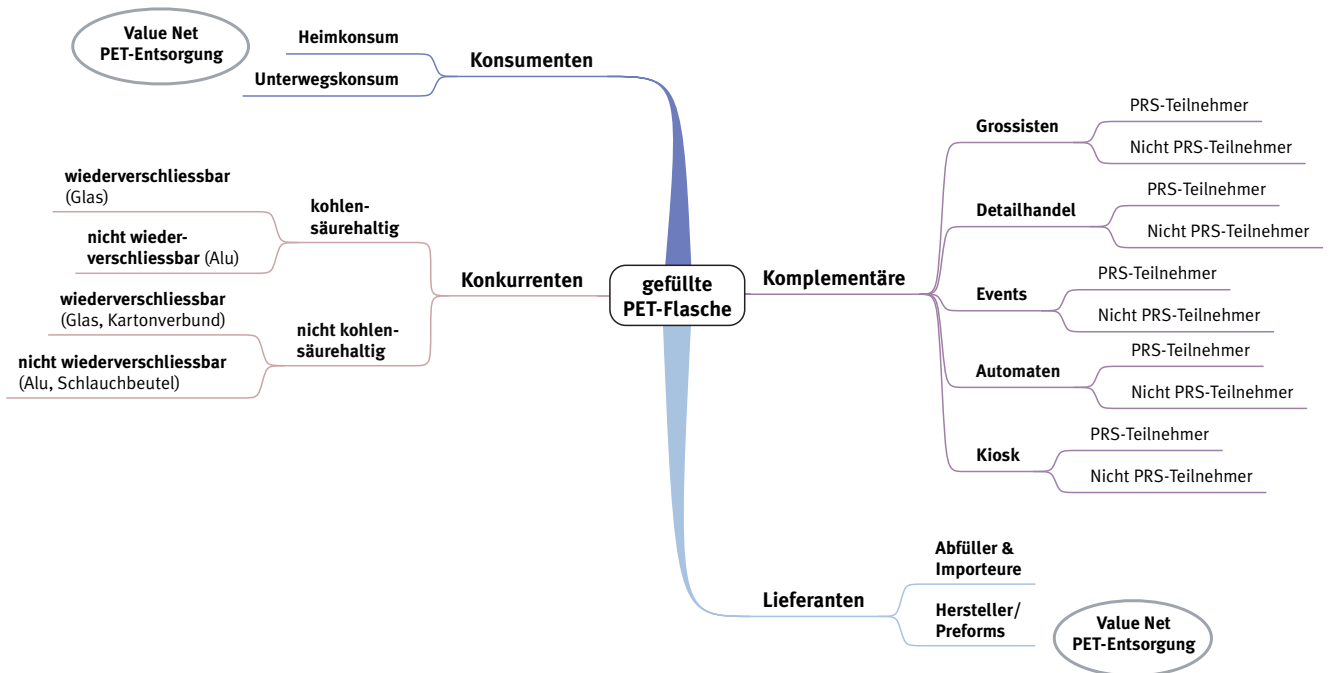 Value Net
PET-Entsorgung
Heimkonsum
Unterwegskonsum
Konsumenten
wiederverschliessbar
(Glas)
nicht wieder-
verschliessbar (Alu)
kohlen-
säurehaltig
wiederverschliessbar
(Glas, Kartonverbund)
nicht wiederverschliessbar
(Alu, Schlauchbeutel)
nicht kohlen-
säurehaltig
Konkurrenten
gefüllte
PET-Flasche
Komplementäre
Grossisten
PRS-Teilnehmer
Nicht PRS-Teilnehmer
Detailhandel
PRS-Teilnehmer
Nicht PRS-Teilnehmer
Events
PRS-Teilnehmer
Nicht PRS-Teilnehmer
Automaten
PRS-Teilnehmer
Nicht PRS-Teilnehmer
Kiosk
PRS-Teilnehmer
Nicht PRS-Teilnehmer
Lieferanten
Abfüller &
Importeure
Hersteller/
Preforms
Value Net
PET-Entsorgung